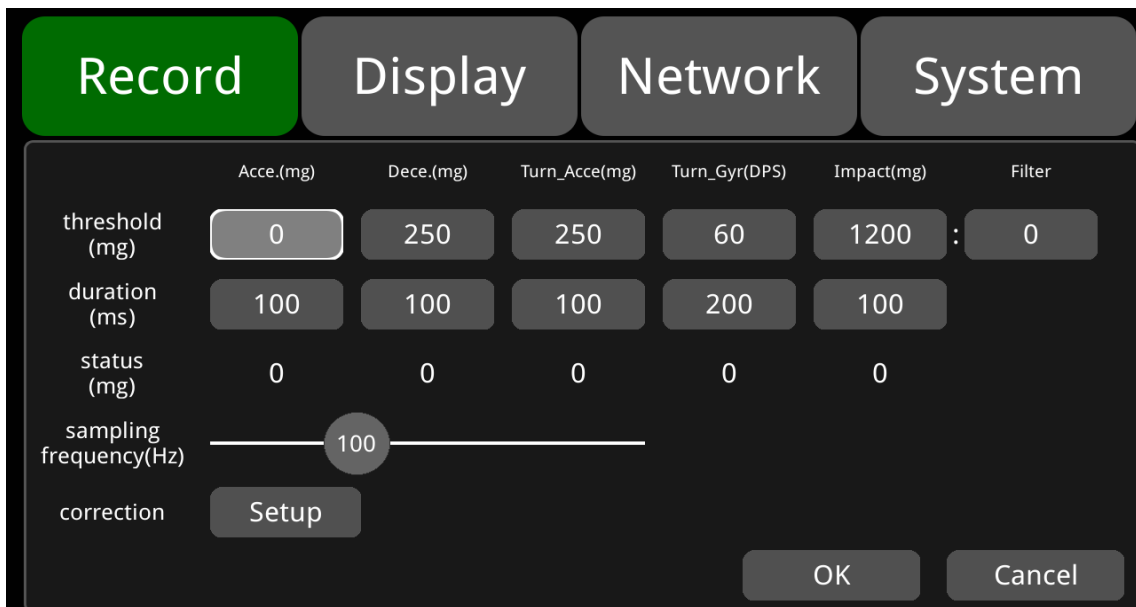 Record Display Network System
Acce.(mg) Dece.(mg) Turn_Acce(mg) Turn_Gyr(DPS) Impact(mg) Filter
threshold
(mg) 0 250 250 60 1200 : 0
duration
(ms) 100 100 100 200 100
status
(mg) 0 0 0 0 0
sampling
frequency(Hz) 100
correction Setup
OK Cancel